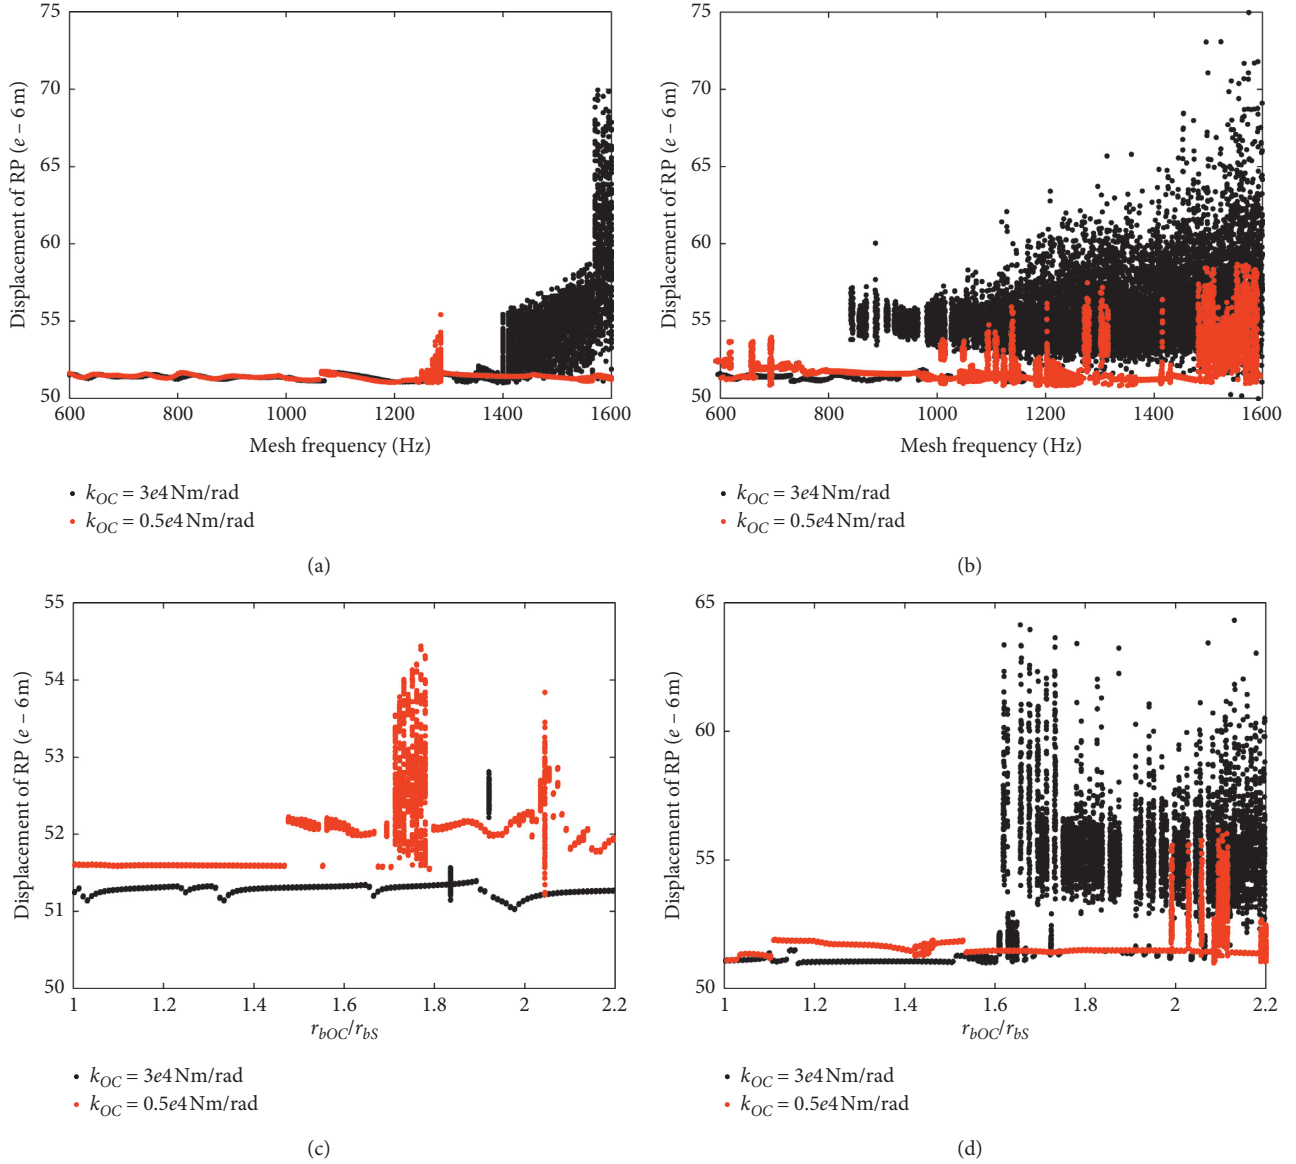 75
70
65
60
55
50
Displacement of RP (e – 6 m)
600 800 1000 1200 1400 1600
Mesh frequency (Hz)
k_OC = 3e4 Nm/rad
k_OC = 0.5e4 Nm/rad
(a)
75
70
65
60
55
50
Displacement of RP (e – 6 m)
600 800 1000 1200 1400 1600
Mesh frequency (Hz)
k_OC = 3e4 Nm/rad
k_OC = 0.5e4 Nm/rad
(b)
55
54
53
52
51
50
Displacement of RP (e – 6 m)
1 1.2 1.4 1.6 1.8 2 2.2
r_bOC/r_bS
k_OC = 3e4 Nm/rad
k_OC = 0.5e4 Nm/rad
(c)
65
60
55
50
Displacement of RP (e – 6 m)
1 1.2 1.4 1.6 1.8 2 2.2
r_bOC/r_bS
k_OC = 3e4 Nm/rad
k_OC = 0.5e4 Nm/rad
(d)